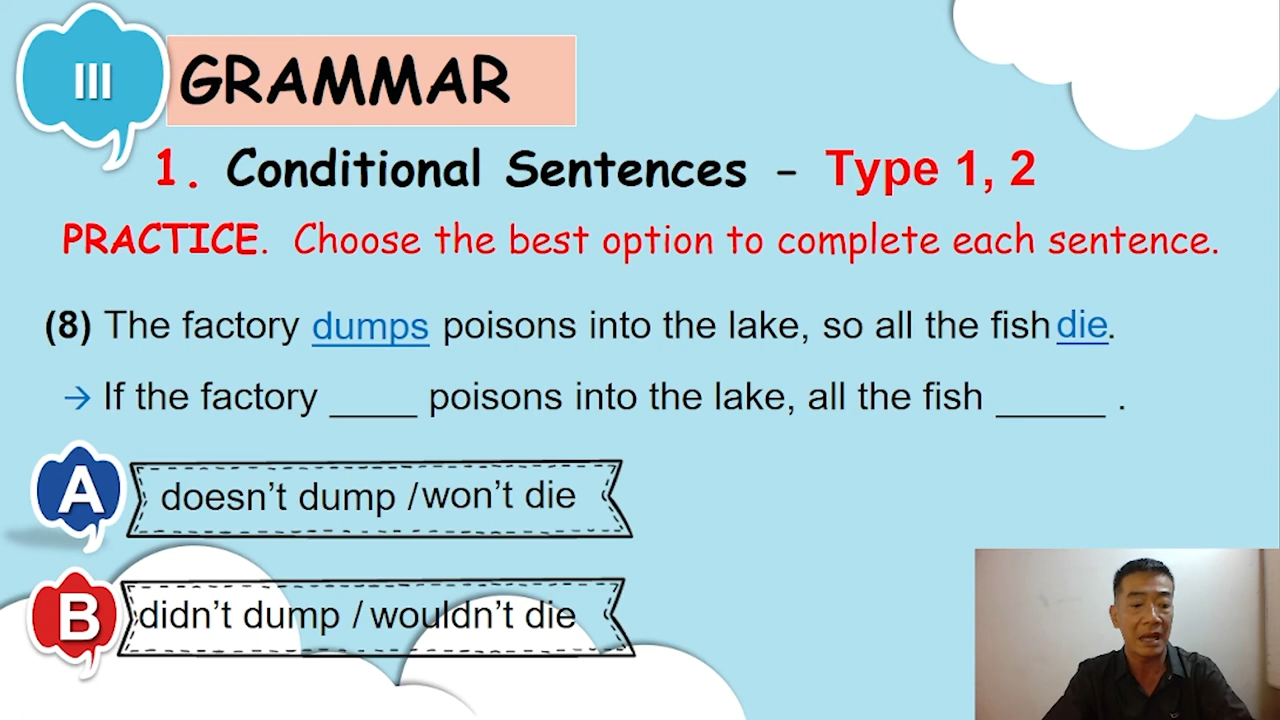 III
GRAMMAR
1. Conditional Sentences - Type 1, 2
PRACTICE. Choose the best option to complete each sentence.
(8) The factory dumps poisons into the lake, so all the fish die.
→ If the factory ____ poisons into the lake, all the fish _____ .
A
doesn’t dump / won’t die
B
didn’t dump / wouldn’t die